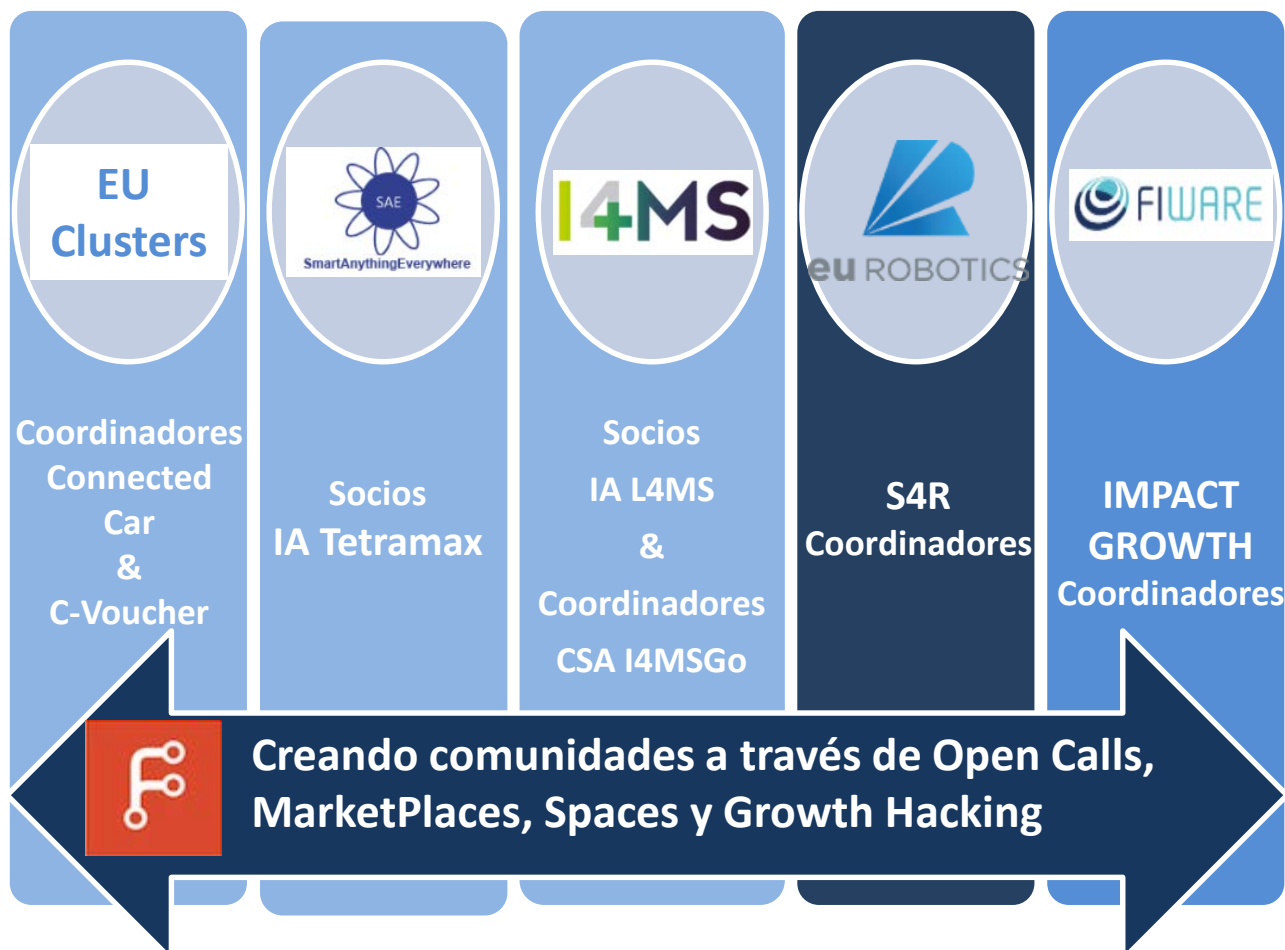 EU
Clusters
Coordinadores
Connected
Car
&
C-Voucher
SAE
SmartAnythingEverywhere
Socios
IA Tetramax
I4MS
Socios
IA L4MS
&
Coordinadores
CSA I4MSGo
eu ROBOTICS
S4R
Coordinadores
FIWARE
IMPACT
GROWTH
Coordinadores
Creando comunidades a través de Open Calls,
MarketPlaces, Spaces y Growth Hacking